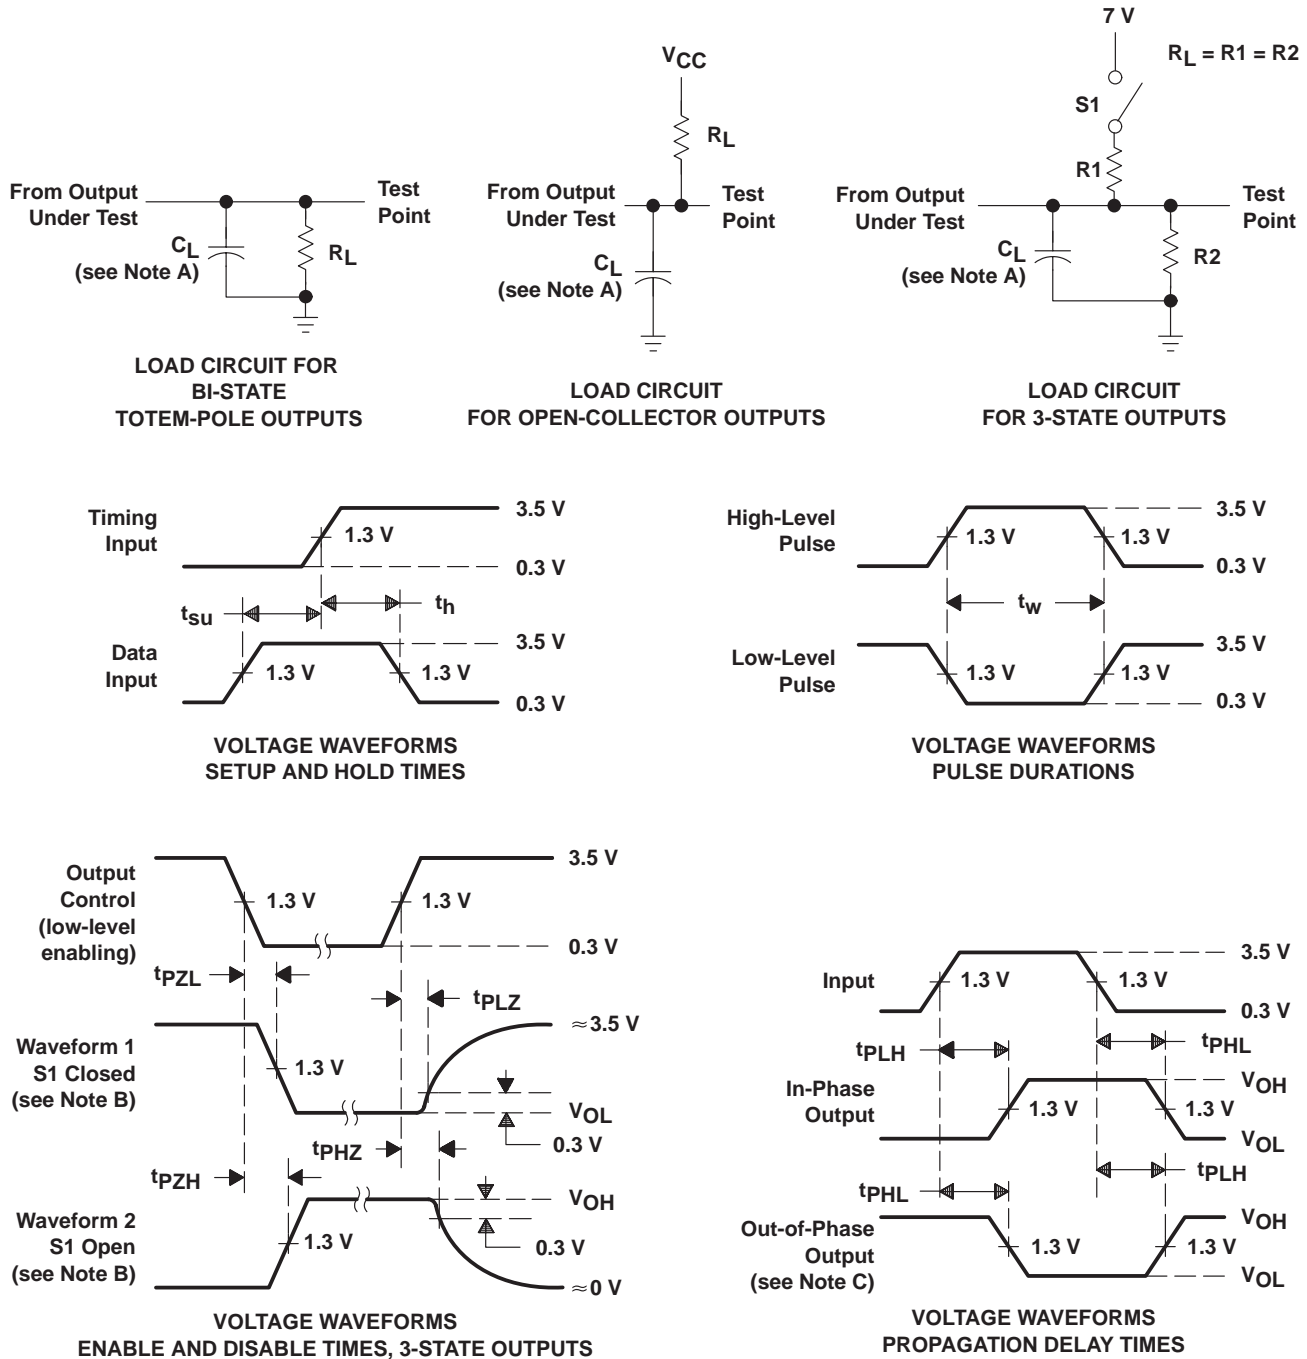 7 V
RL = R1 = R2
S1
R1
From Output
Under Test
Test
Point
CL
(see Note A)
R2
LOAD CIRCUIT
FOR 3-STATE OUTPUTS
VCC
RL
From Output
Under Test
Test
Point
CL
(see Note A)
LOAD CIRCUIT
FOR OPEN-COLLECTOR OUTPUTS
From Output
Under Test
Test
Point
CL
(see Note A)
RL
LOAD CIRCUIT FOR
BI-STATE
TOTEM-POLE OUTPUTS
Timing
Input
3.5 V
1.3 V
0.3 V
tsu
th
Data
Input
3.5 V
1.3 V
1.3 V
0.3 V
VOLTAGE WAVEFORMS
SETUP AND HOLD TIMES
High-Level
Pulse
3.5 V
1.3 V
1.3 V
0.3 V
tw
Low-Level
Pulse
3.5 V
1.3 V
1.3 V
0.3 V
VOLTAGE WAVEFORMS
PULSE DURATIONS
Output
Control
(low-level
enabling)
3.5 V
1.3 V
1.3 V
0.3 V
tPZL
tPLZ
Waveform 1
S1 Closed
(see Note B)
≈3.5 V
1.3 V
VOL
0.3 V
tPHZ
tPZH
Waveform 2
S1 Open
(see Note B)
VOH
1.3 V
0.3 V
≈0 V
VOLTAGE WAVEFORMS
ENABLE AND DISABLE TIMES, 3-STATE OUTPUTS
Input
3.5 V
1.3 V
1.3 V
0.3 V
tPLH
tPHL
In-Phase
Output
VOH
1.3 V
1.3 V
VOL
tPHL
tPLH
Out-of-Phase
Output
(see Note C)
VOH
1.3 V
1.3 V
VOL
VOLTAGE WAVEFORMS
PROPAGATION DELAY TIMES